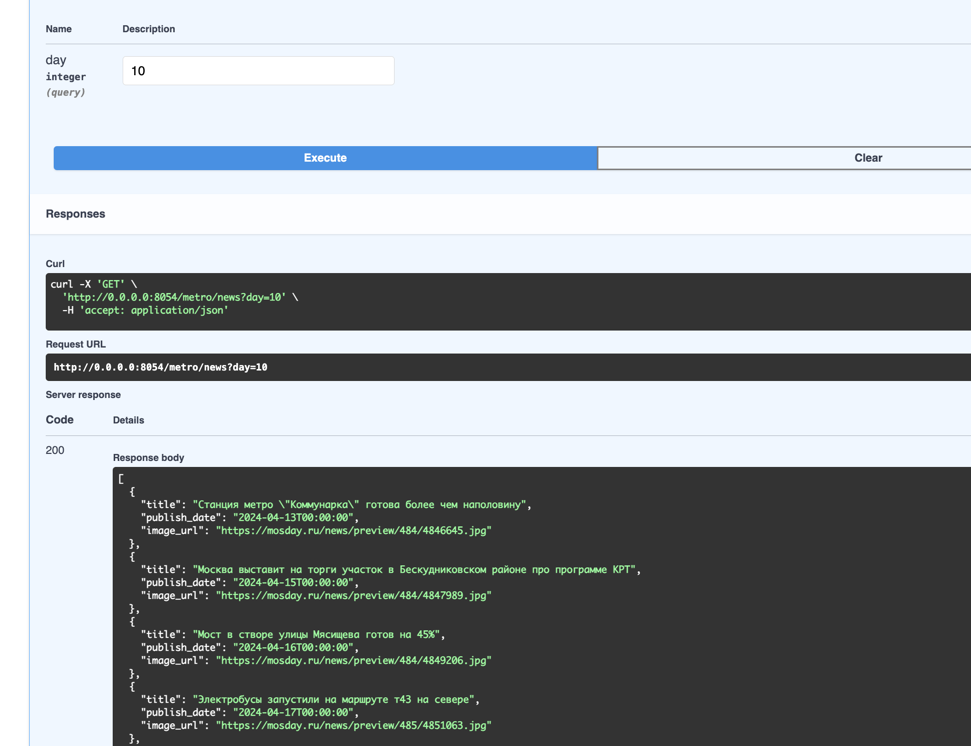 Name Description
day
integer
(query)
10
Execute Clear
Responses
Curl
curl -X 'GET' \
'http://0.0.0.0:8054/metro/news?day=10' \
-H 'accept: application/json'
Request URL
http://0.0.0.0:8054/metro/news?day=10
Server response
Code Details
200
Response body
[
{
"title": "Станция метро \"Коммунарка\" готова более чем наполовину",
"publish_date": "2024-04-13T00:00:00",
"image_url": "https://mosday.ru/news/preview/484/4846645.jpg"
},
{
"title": "Москва выставит на торги участок в Бескудниковском районе про программе КРТ",
"publish_date": "2024-04-15T00:00:00",
"image_url": "https://mosday.ru/news/preview/484/4847989.jpg"
},
{
"title": "Мост в створе улицы Мясищева готов на 45%",
"publish_date": "2024-04-16T00:00:00",
"image_url": "https://mosday.ru/news/preview/484/4849206.jpg"
},
{
"title": "Электробусы запустили на маршруте т43 на севере",
"publish_date": "2024-04-17T00:00:00",
"image_url": "https://mosday.ru/news/preview/485/4851063.jpg"
},